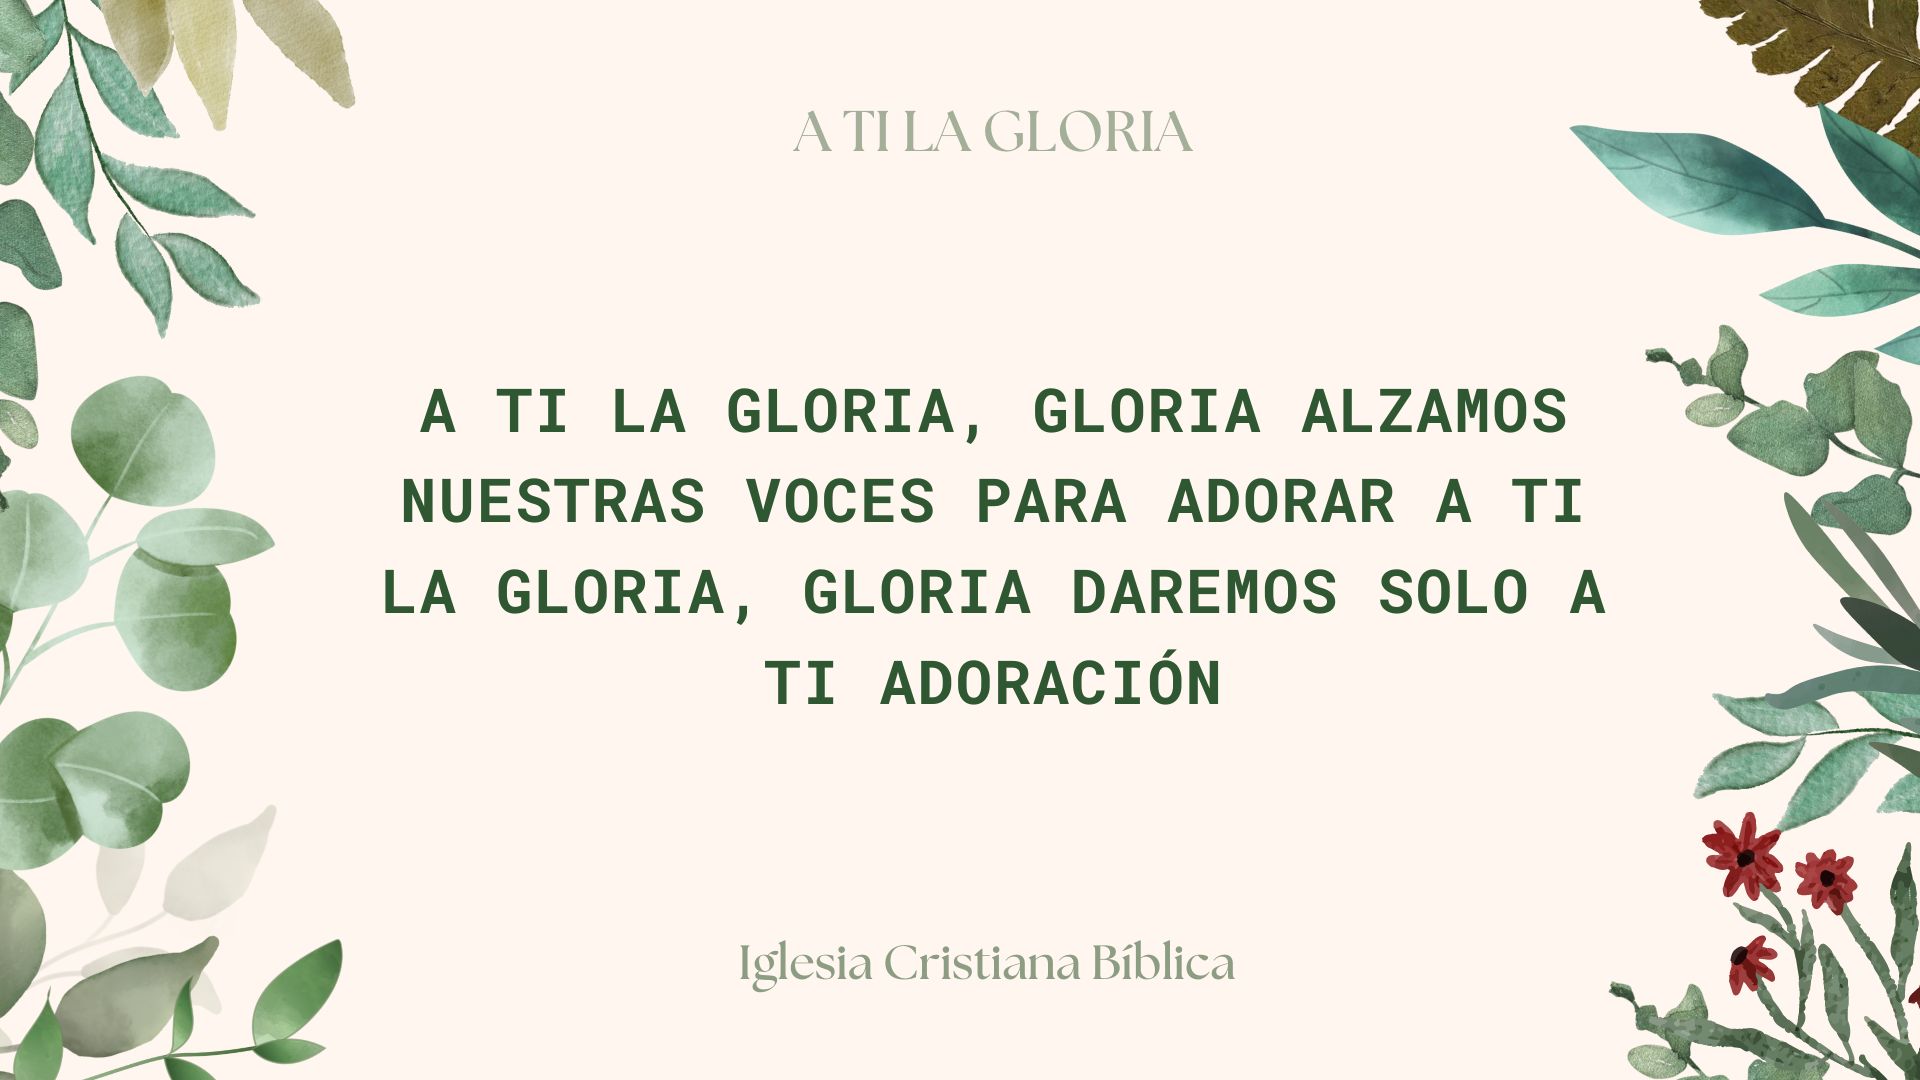 A TI LA GLORIA
A TI LA GLORIA, GLORIA ALZAMOS
NUESTRAS VOCES PARA ADORAR A TI
LA GLORIA, GLORIA DAREMOS SOLO A
TI ADORACIÓN
Iglesia Cristiana Bíblica